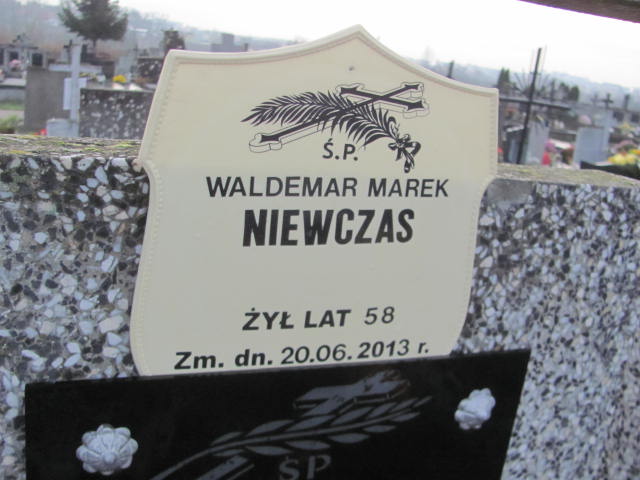 Ś.P.
WALDEMAR MAREK
NIEWCZAS
ŻYŁ LAT 58
Zm. dn. 20.06.2013 r.
ŚP